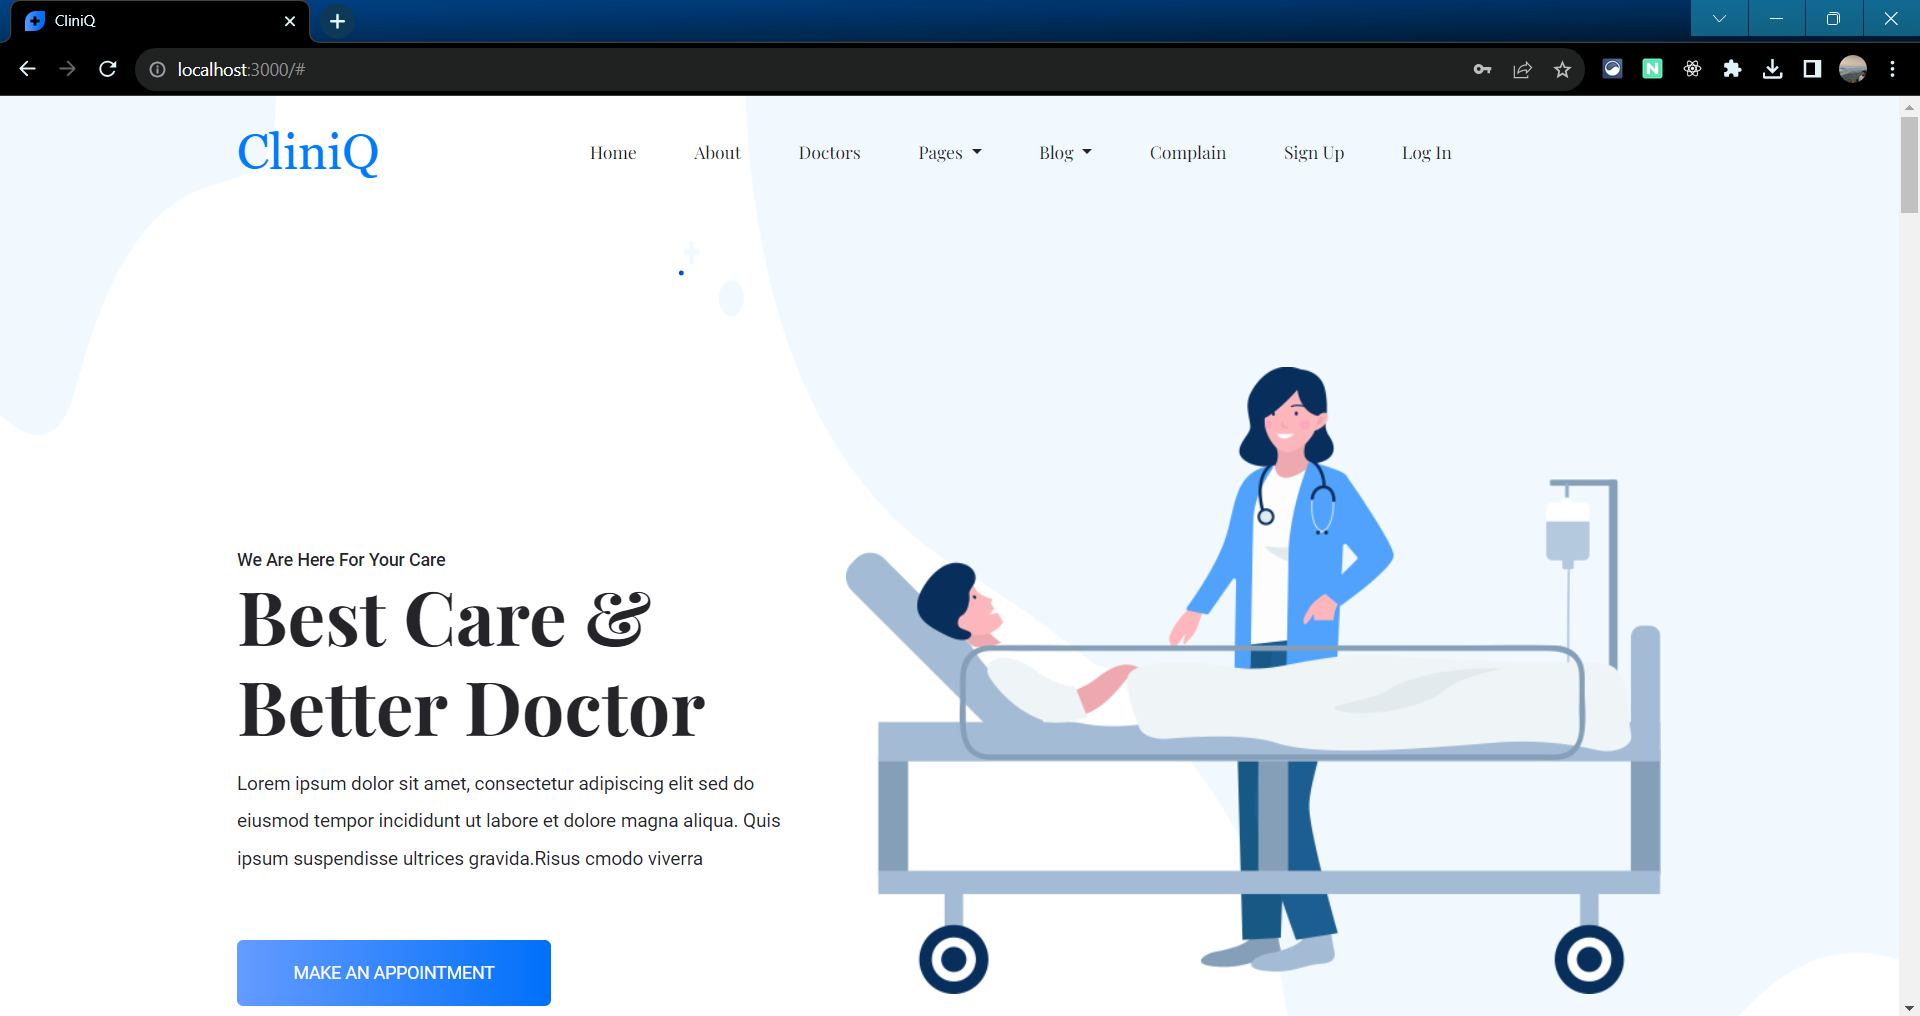 CliniQ
localhost:3000/#
N
CliniQ
Home About Doctors Pages Blog Complain Sign Up Log In
We Are Here For Your Care
Best Care &
Better Doctor
Lorem ipsum dolor sit amet, consectetur adipiscing elit sed do
eiusmod tempor incididunt ut labore et dolore magna aliqua. Quis
ipsum suspendisse ultrices gravida.Risus cmodo viverra
MAKE AN APPOINTMENT